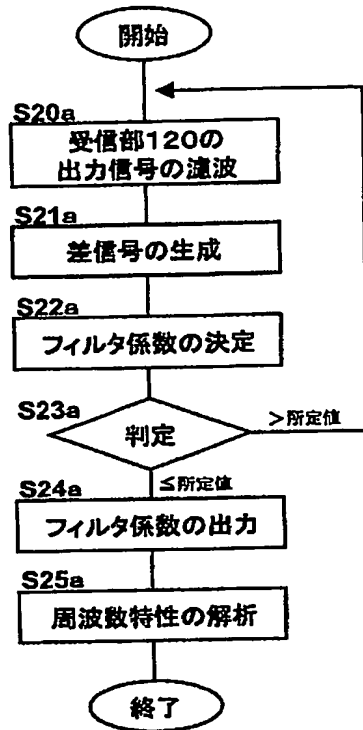 開始
S20a
受信部120の
出力信号の濾波
S21a
差信号の生成
S22a
フィルタ係数の決定
S23a
判定
>所定値
≦所定値
S24a
フィルタ係数の出力
S25a
周波数特性の解析
終了